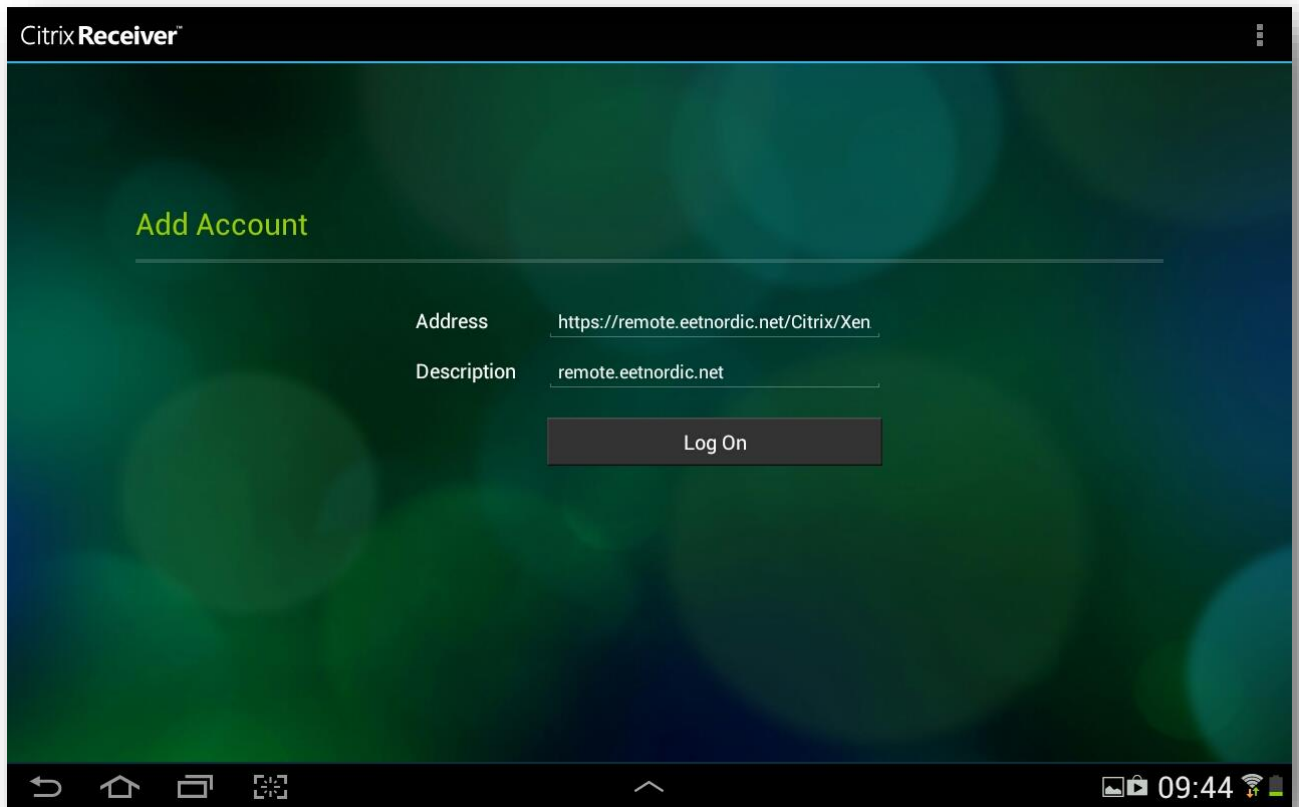 Citrix Receiver™
Add Account
Address https://remote.eetnordic.net/Citrix/Xen
Description remote.eetnordic.net
Log On
09:44